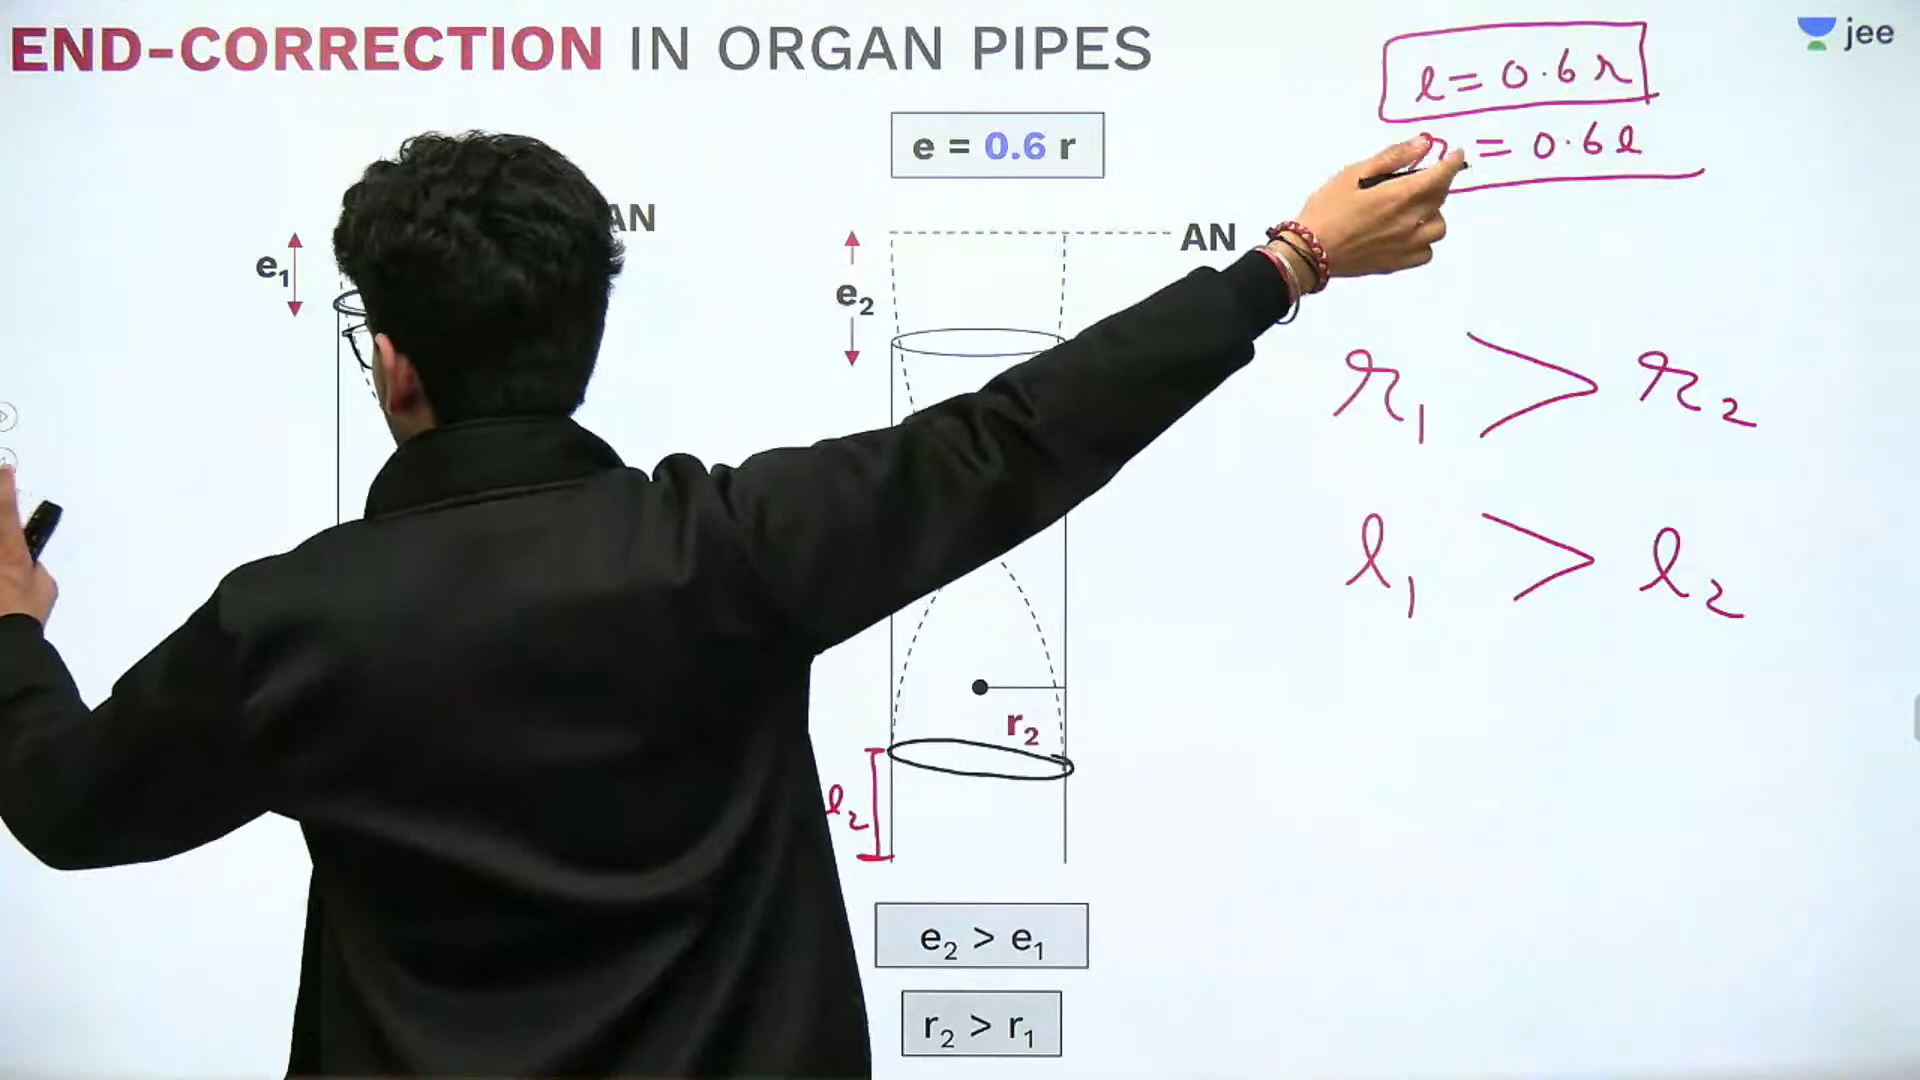 END-CORRECTION IN ORGAN PIPES
jee
e = 0.6 r
e = 0.6 r
r = 0.6 l
AN
AN
e₁
e₂
r₁ > r₂
l₁ > l₂
r₂
l₂
e₂ > e₁
r₂ > r₁